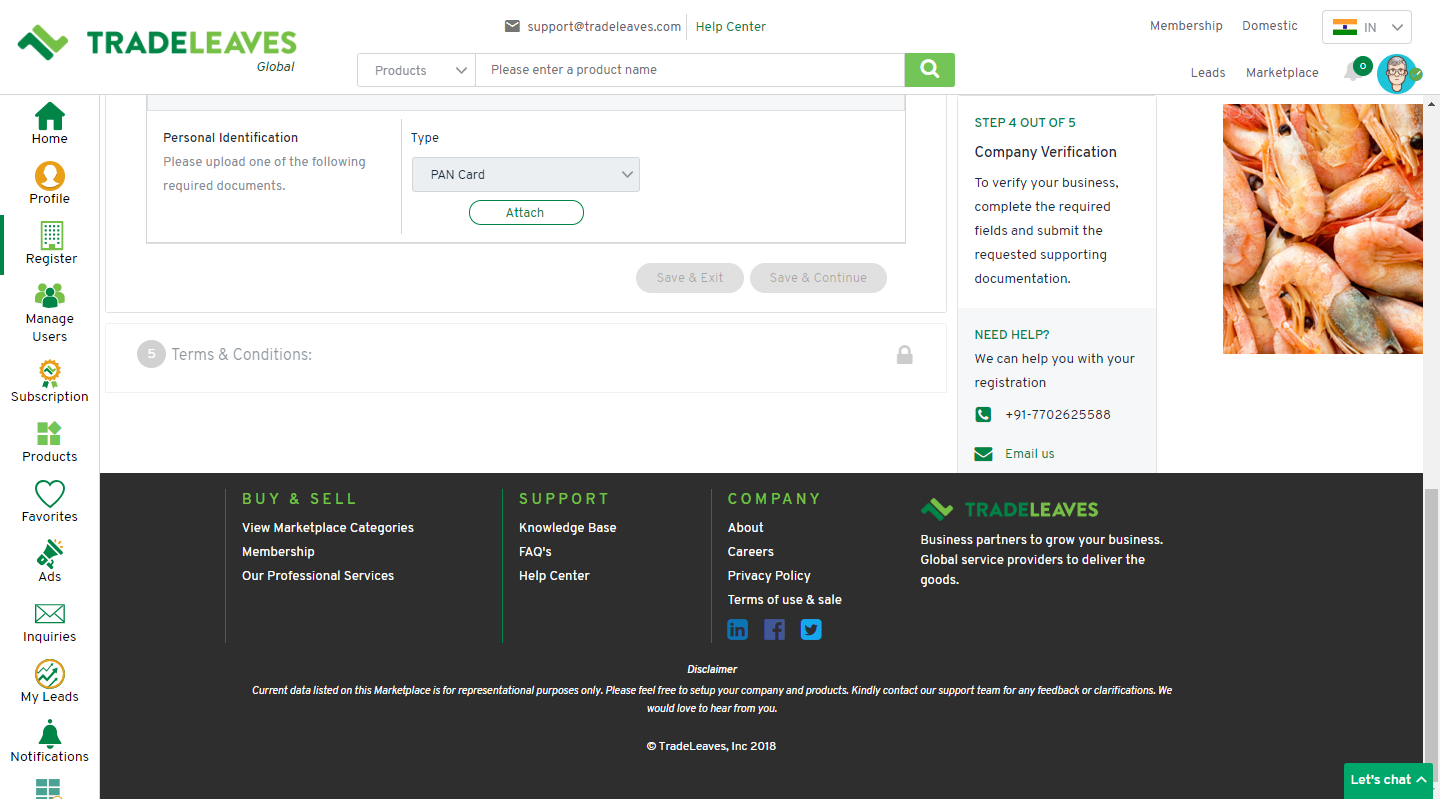 TRADELEAVES
Global
support@tradeleaves.com
Help Center
Membership
Domestic
IN
Products
Please enter a product name
Leads
Marketplace
0
Home
Profile
Register
Manage
Users
Subscription
Products
Favorites
Ads
Inquiries
My Leads
Notifications
Personal Identification
Please upload one of the following
required documents.
Type
PAN Card
Attach
Save & Exit
Save & Continue
5
Terms & Conditions:
STEP 4 OUT OF 5
Company Verification
To verify your business,
complete the required
fields and submit the
requested supporting
documentation.
NEED HELP?
We can help you with your
registration
+91-7702625588
Email us
BUY & SELL
View Marketplace Categories
Membership
Our Professional Services
SUPPORT
Knowledge Base
FAQ's
Help Center
COMPANY
About
Careers
Privacy Policy
Terms of use & sale
TRADELEAVES
Business partners to grow your business.
Global service providers to deliver the
goods.
Disclaimer
Current data listed on this Marketplace is for representational purposes only. Please feel free to setup your company and products. Kindly contact our support team for any feedback or clarifications. We
would love to hear from you.
© TradeLeaves, Inc 2018
Let's chat